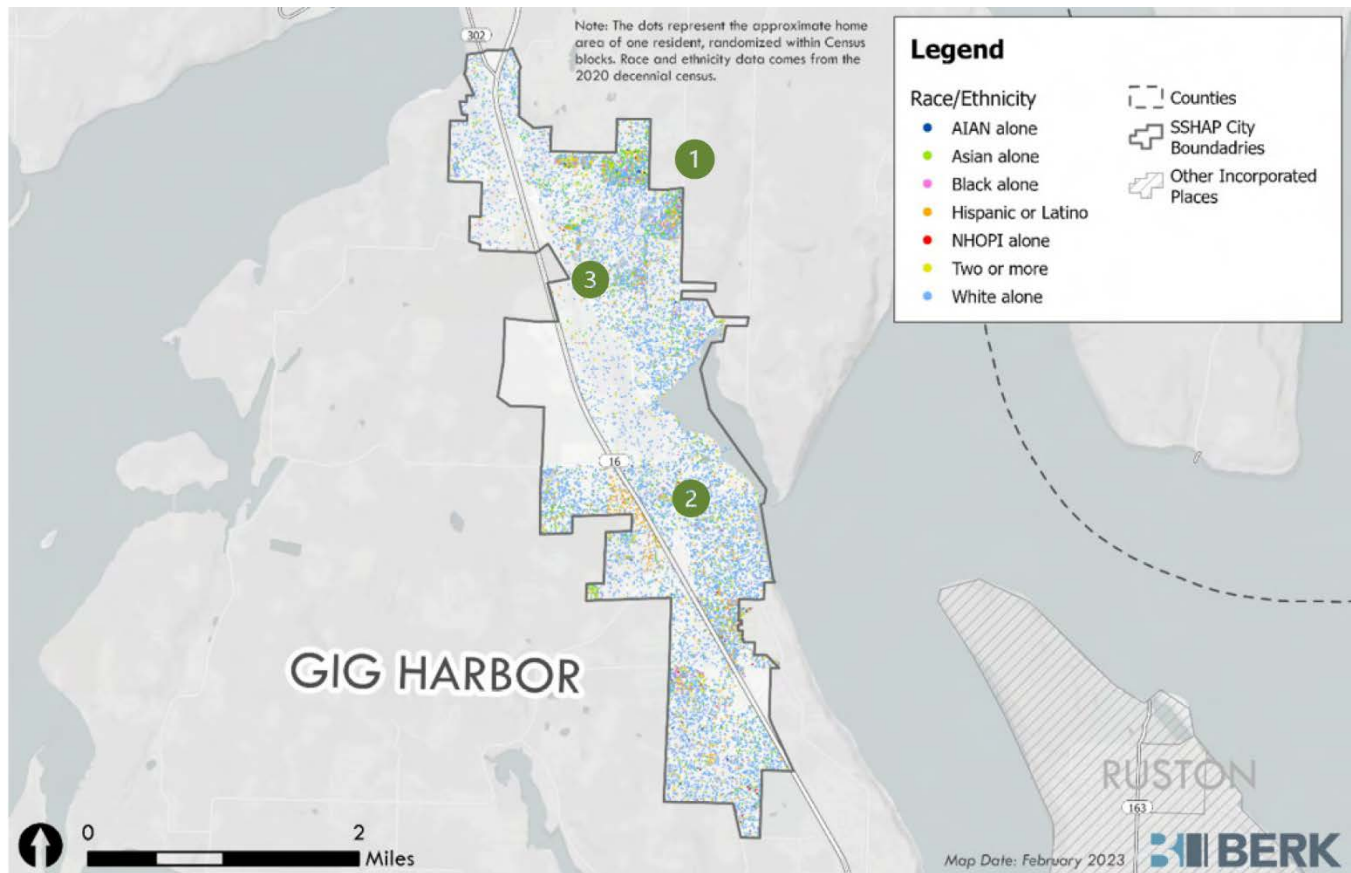 302
Note: The dots represent the approximate home
area of one resident, randomized within Census
blocks. Race and ethnicity data comes from the
2020 decennial census.
Legend
Race/Ethnicity
AIAN alone
Asian alone
Black alone
Hispanic or Latino
NHOPI alone
Two or more
White alone
Counties
SSHAP City
Boundadries
Other Incorporated
Places
1
3
16
2
GIG HARBOR
RUSTON
163
0 2
Miles
Map Date: February 2023
BERK